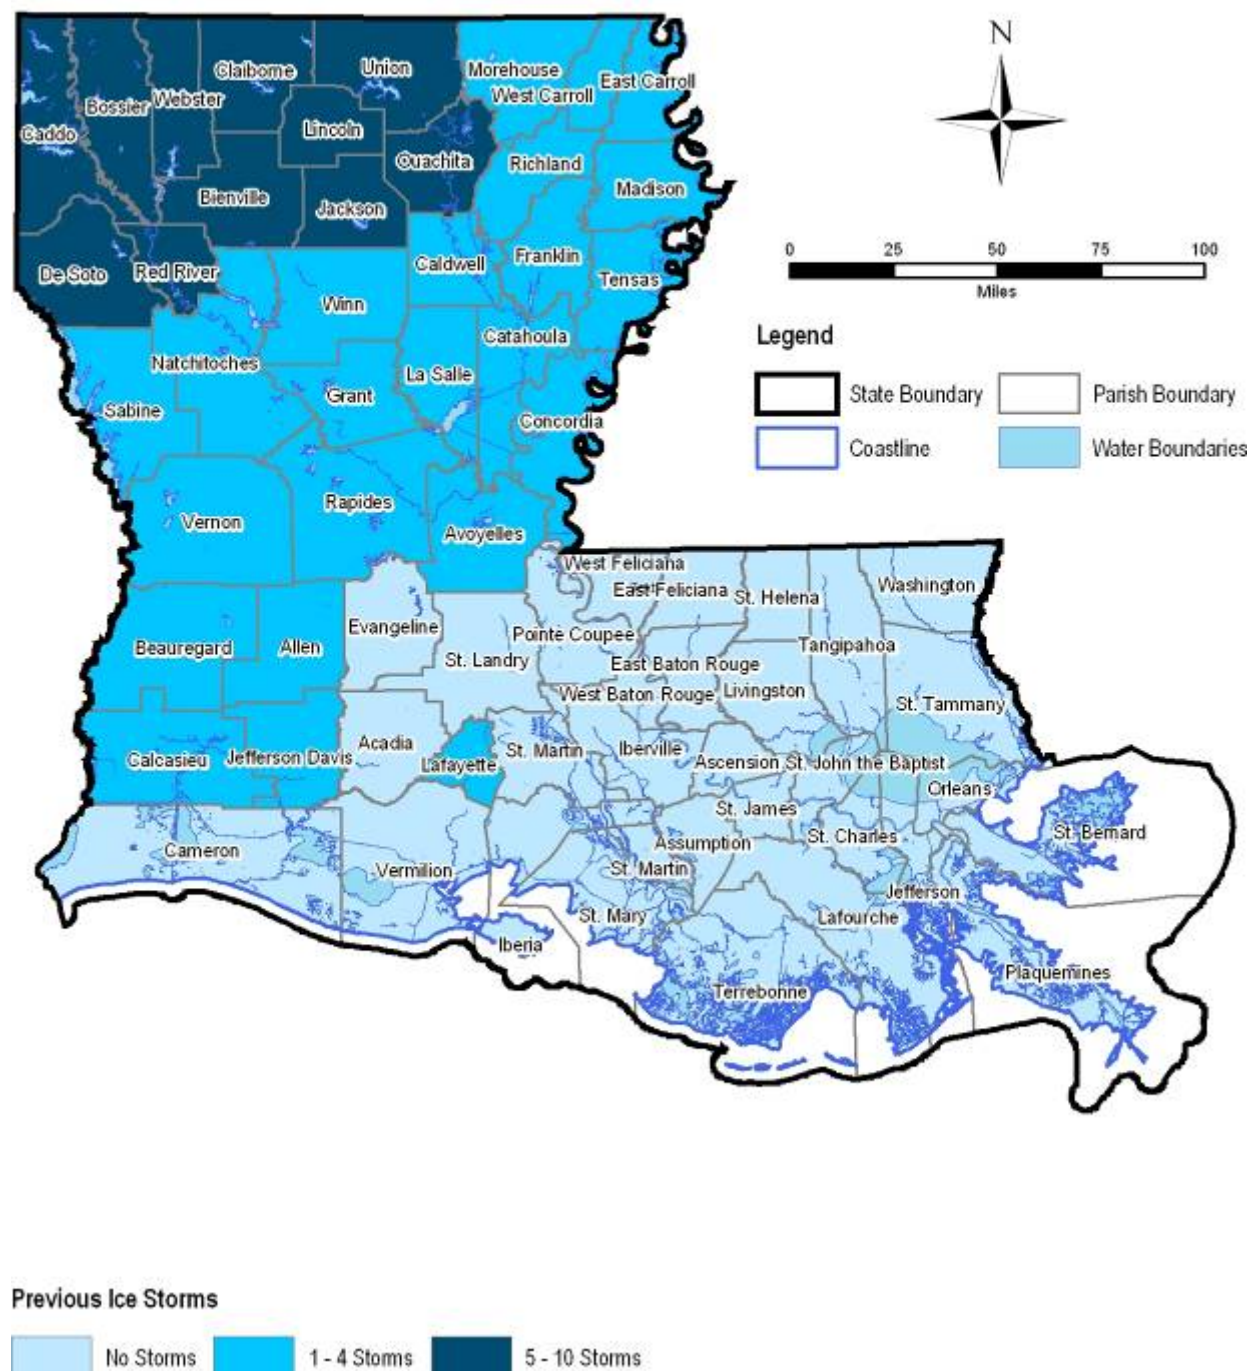 N
Claiborne
Union
Morehouse
West Carroll
East Carroll
Bossier
Webster
Caddo
Lincoln
Ouachita
Richland
Madison
Bienville
Jackson
De Soto
Red River
Caldwell
Franklin
Tensas
Winn
Natchitoches
Catahoula
La Salle
Grant
Sabine
Concordia
Rapides
Vernon
Avoyelles
0 25 50 75 100
Miles
Legend
State Boundary
Parish Boundary
Coastline
Water Boundaries
West Feliciana
East Feliciana
St. Helena
Washington
Evangeline
Pointe Coupee
Tangipahoa
Beauregard
Allen
St. Landry
East Baton Rouge
West Baton Rouge
Livingston
St. Tammany
Calcasieu
Jefferson Davis
Acadia
Lafayette
St. Martin
Iberville
Ascension
St. John the Baptist
Orleans
St. James
St. Charles
St. Bernard
Cameron
Vermilion
Assumption
St. Martin
Jefferson
St. Mary
Lafourche
Iberia
Plaquemines
Terrebonne
Previous Ice Storms
No Storms
1 - 4 Storms
5 - 10 Storms